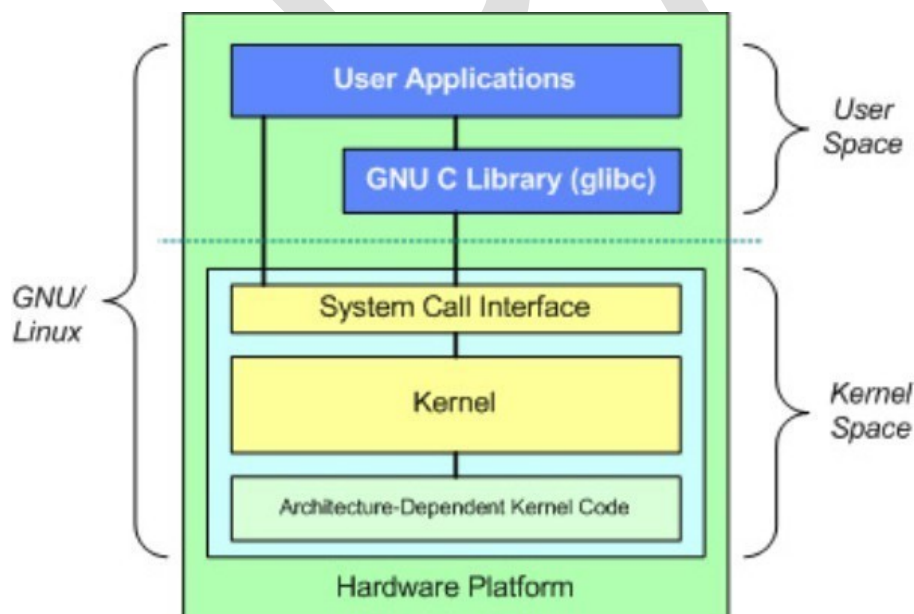 User Applications
User
Space
GNU C Library (glibc)
GNU/
Linux
System Call Interface
Kernel
Kernel
Space
Architecture-Dependent Kernel Code
Hardware Platform